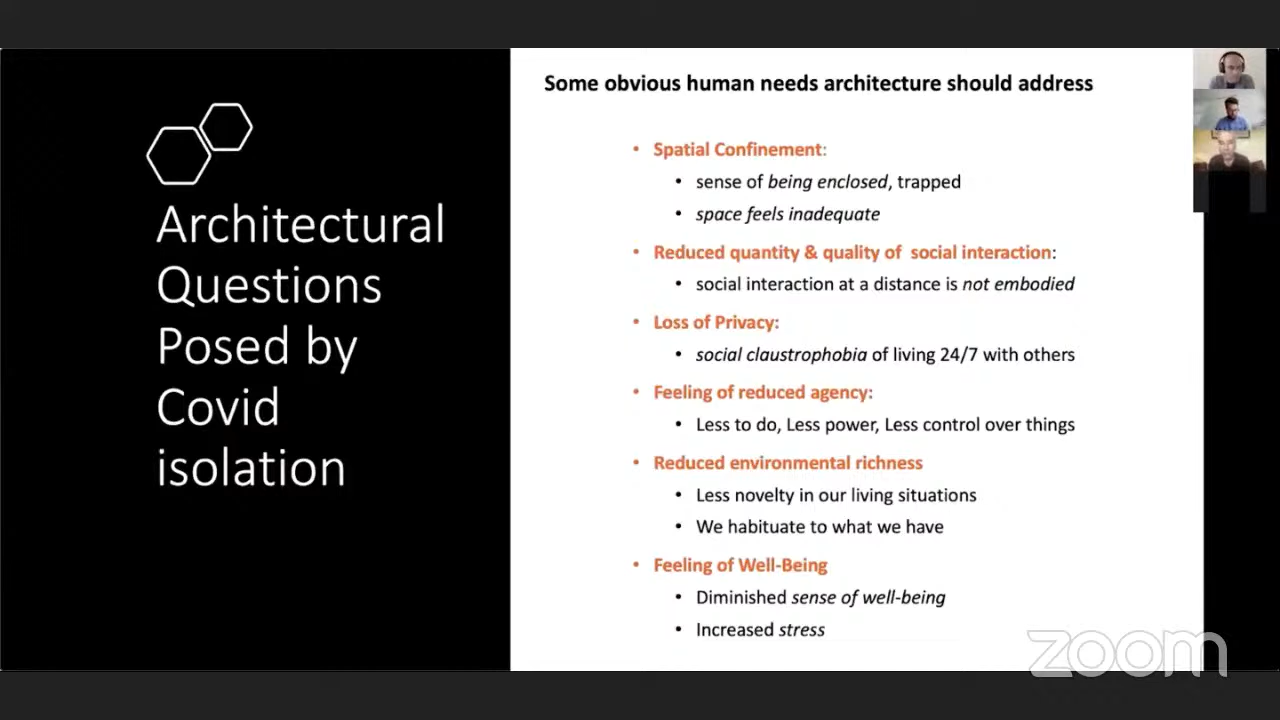 Architectural
Questions
Posed by
Covid
isolation
Some obvious human needs architecture should address
• Spatial Confinement:
• sense of being enclosed, trapped
• space feels inadequate
• Reduced quantity & quality of  social interaction:
• social interaction at a distance is not embodied
• Loss of Privacy:
• social claustrophobia of living 24/7 with others
• Feeling of reduced agency:
• Less to do, Less power, Less control over things
• Reduced environmental richness
• Less novelty in our living situations
• We habituate to what we have
• Feeling of Well-Being
• Diminished sense of well-being
• Increased stress
zoom